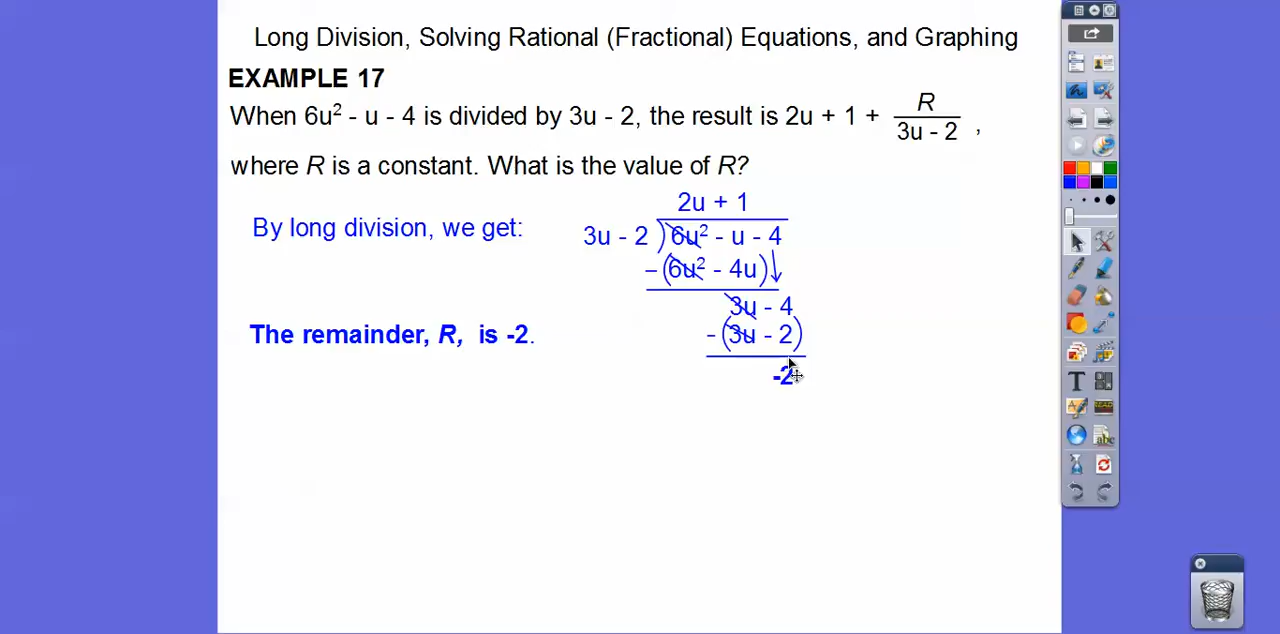 Long Division, Solving Rational (Fractional) Equations, and Graphing
EXAMPLE 17
When 6u² - u - 4 is divided by 3u - 2, the result is 2u + 1 + R / 3u - 2 ,
where R is a constant. What is the value of R?
2u + 1
By long division, we get: 3u - 2 ) 6u² - u - 4
– (6u² - 4u)↓
3u - 4
The remainder, R, is -2. - (3u - 2)
-2